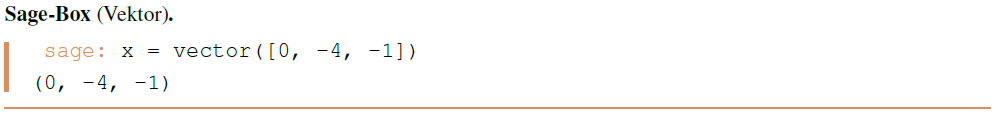 Sage-Box (Vektor).
sage: x = vector([0, -4, -1])
(0, -4, -1)